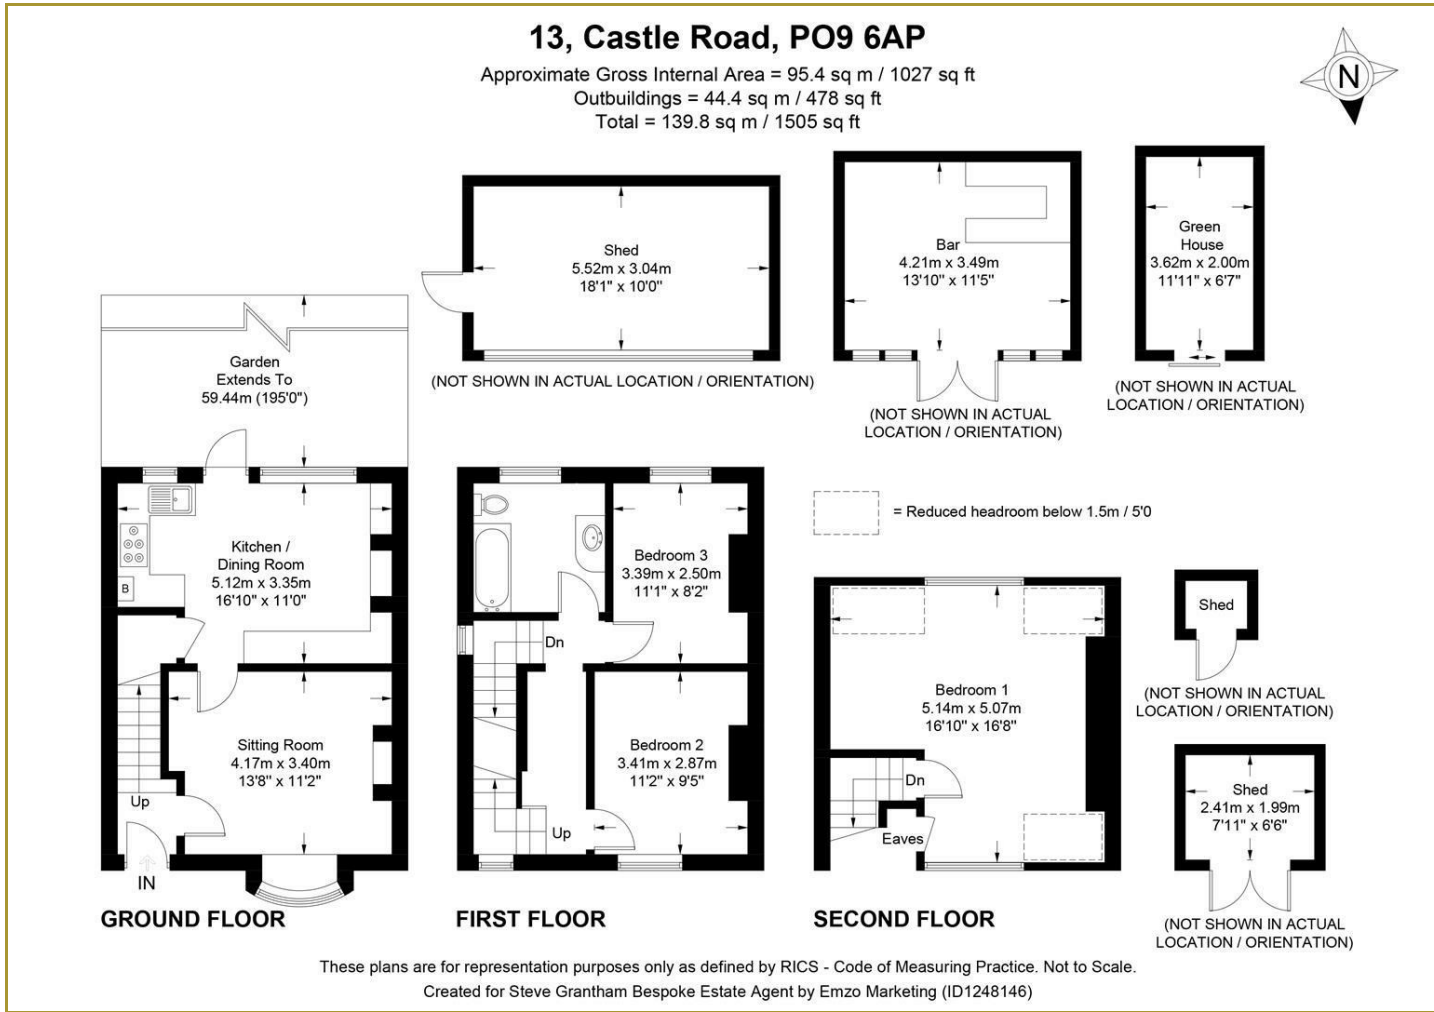 13, Castle Road, PO9 6AP
Approximate Gross Internal Area = 95.4 sq m / 1027 sq ft
Outbuildings = 44.4 sq m / 478 sq ft
Total = 139.8 sq m / 1505 sq ft
N
Shed
5.52m x 3.04m
18'1" x 10'0"
(NOT SHOWN IN ACTUAL LOCATION / ORIENTATION)
Bar
4.21m x 3.49m
13'10" x 11'5"
(NOT SHOWN IN ACTUAL
LOCATION / ORIENTATION)
Green
House
3.62m x 2.00m
11'11" x 6'7"
(NOT SHOWN IN ACTUAL
LOCATION / ORIENTATION)
Garden
Extends To
59.44m (195'0")
Kitchen /
Dining Room
5.12m x 3.35m
16'10" x 11'0"
B
Sitting Room
4.17m x 3.40m
13'8" x 11'2"
Up
IN
GROUND FLOOR
Bedroom 3
3.39m x 2.50m
11'1" x 8'2"
Dn
Bedroom 2
3.41m x 2.87m
11'2" x 9'5"
Up
FIRST FLOOR
= Reduced headroom below 1.5m / 5'0
Bedroom 1
5.14m x 5.07m
16'10" x 16'8"
Dn
Eaves
SECOND FLOOR
Shed
(NOT SHOWN IN ACTUAL
LOCATION / ORIENTATION)
Shed
2.41m x 1.99m
7'11" x 6'6"
(NOT SHOWN IN ACTUAL
LOCATION / ORIENTATION)
These plans are for representation purposes only as defined by RICS - Code of Measuring Practice. Not to Scale.
Created for Steve Grantham Bespoke Estate Agent by Emzo Marketing (ID1248146)